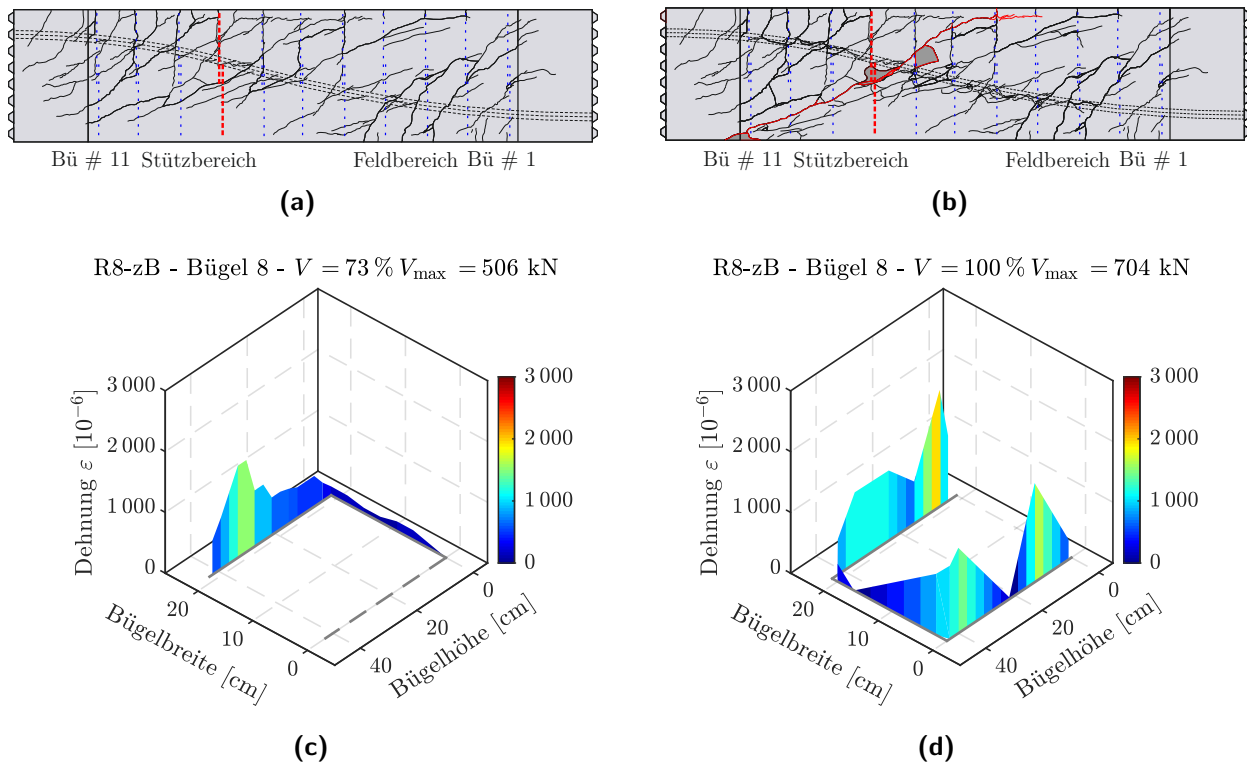 Bü # 11 Stützbereich Feldbereich Bü # 1
(a)
Bü # 11 Stützbereich Feldbereich Bü # 1
(b)
R8-zB - Bügel 8 - V = 73 % Vmax = 506 kN
3 000
2 000
1 000
0
Dehnung ε [10⁻⁶]
20
10
0
Bügelbreite [cm]
0
20
40
Bügelhöhe [cm]
3 000
2 000
1 000
0
(c)
R8-zB - Bügel 8 - V = 100 % Vmax = 704 kN
3 000
2 000
1 000
0
Dehnung ε [10⁻⁶]
20
10
0
Bügelbreite [cm]
0
20
40
Bügelhöhe [cm]
3 000
2 000
1 000
0
(d)